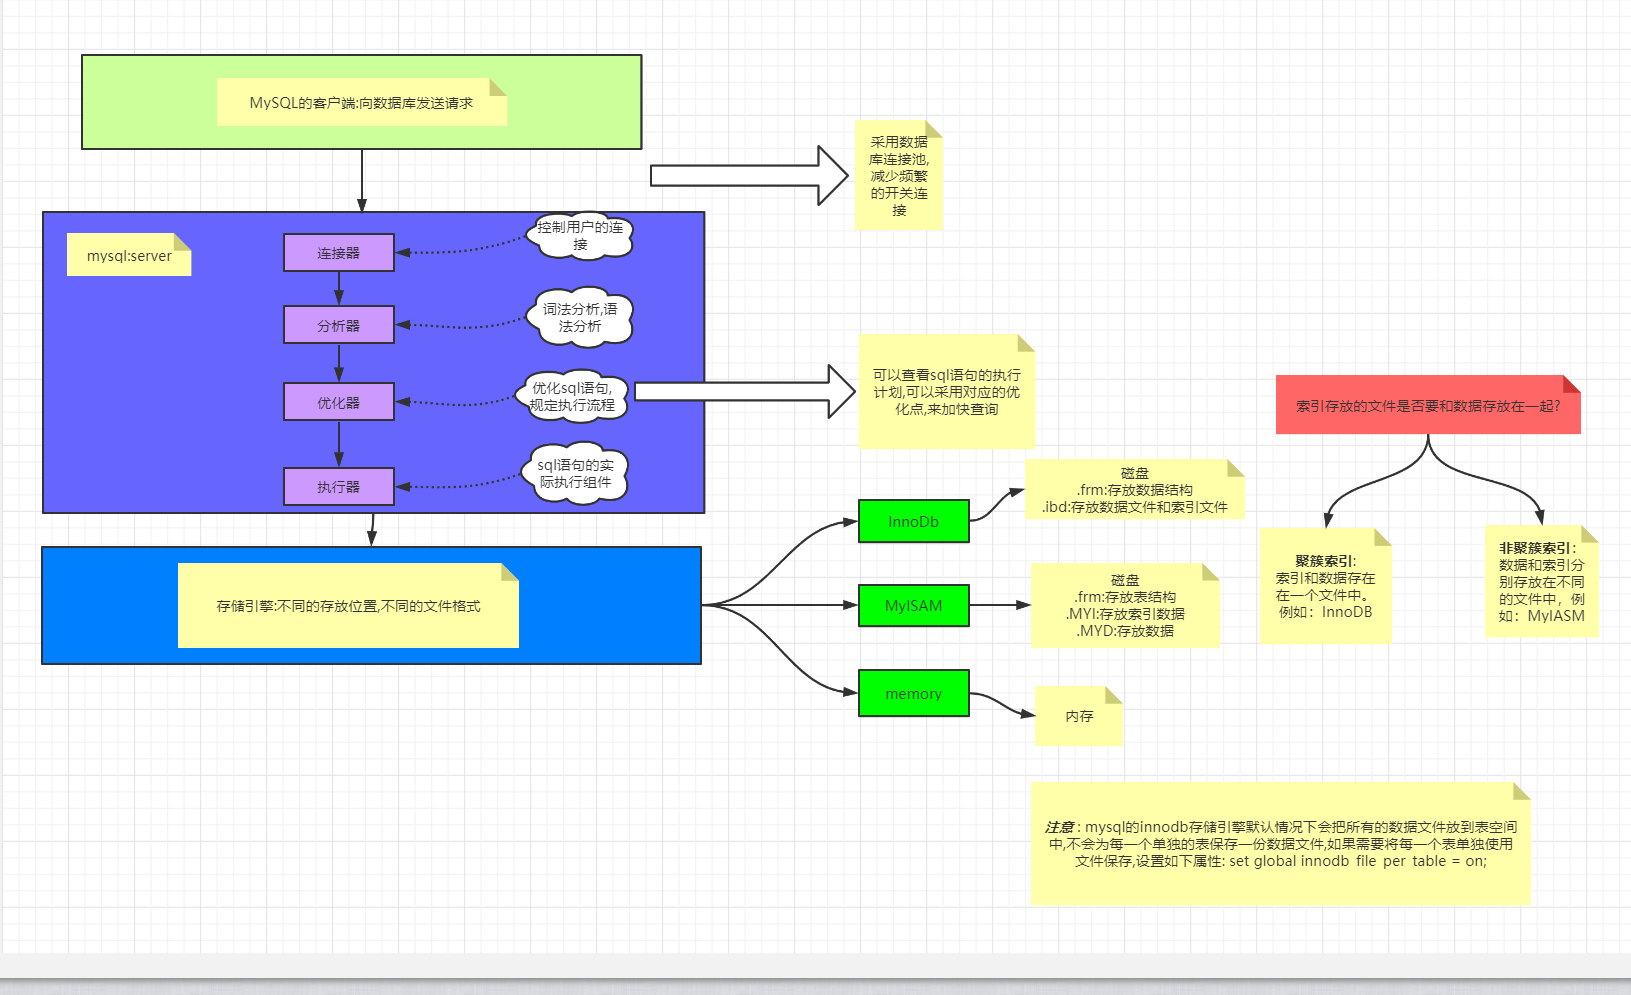 MySQL的客户端:向数据库发送请求
采用数据
库连接池,
减少频繁
的开关连
接
mysql:server
连接器
控制用户的连
接
分析器
词法分析,语
法分析
优化器
优化sql语句,
规定执行流程
可以查看sql语句的执行
计划,可以采用对应的优
化点,来加快查询
执行器
sql语句的实
际执行组件
存储引擎:不同的存放位置,不同的文件格式
InnoDb
磁盘
.frm:存放数据结构
.ibd:存放数据文件和索引文件
MyISAM
磁盘
.frm:存放表结构
.MYI:存放索引数据
.MYD:存放数据
memory
内存
索引存放的文件是否要和数据存放在一起?
聚簇索引:
索引和数据存在
在一个文件中。
例如：InnoDB
非聚簇索引：
数据和索引分
别存放在不同
的文件中，例
如：MyIASM
注意 : mysql的innodb存储引擎默认情况下会把所有的数据文件放到表空间
中,不会为每一个单独的表保存一份数据文件,如果需要将每一个表单独使用
文件保存,设置如下属性: set global innodb_file_per_table = on;